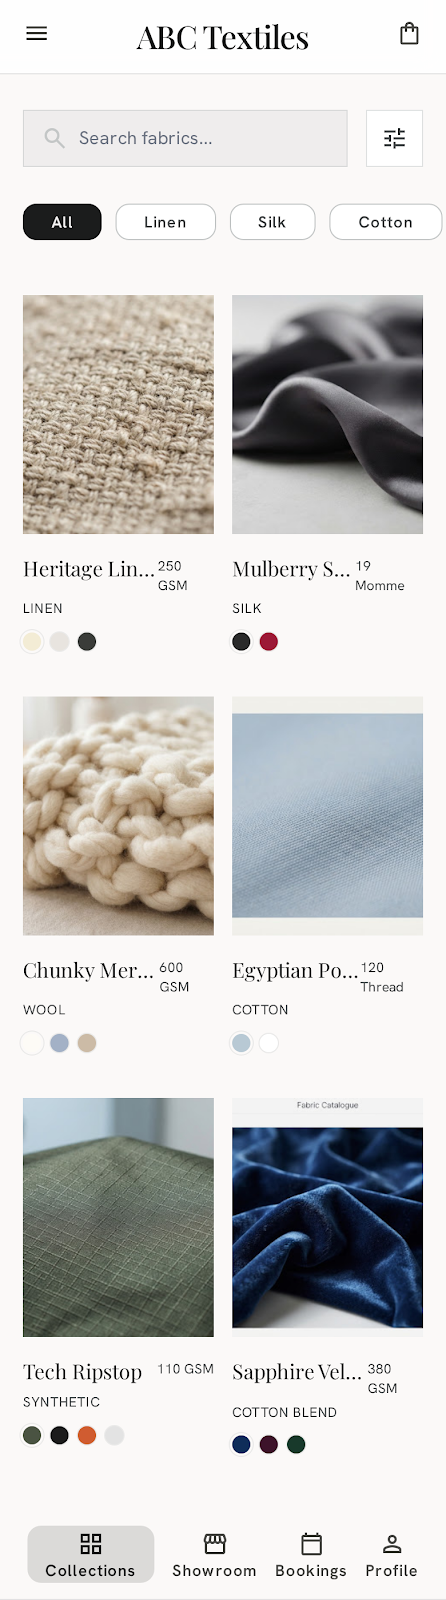 ABC Textiles
Search fabrics...
All
Linen
Silk
Cotton
Heritage Lin...
250
GSM
LINEN
Mulberry S...
19
Momme
SILK
Chunky Mer...
600
GSM
WOOL
Egyptian Po...
120
Thread
COTTON
Fabric Catalogue
Tech Ripstop
110 GSM
SYNTHETIC
Sapphire Vel...
380
GSM
COTTON BLEND
Collections
Showroom
Bookings
Profile